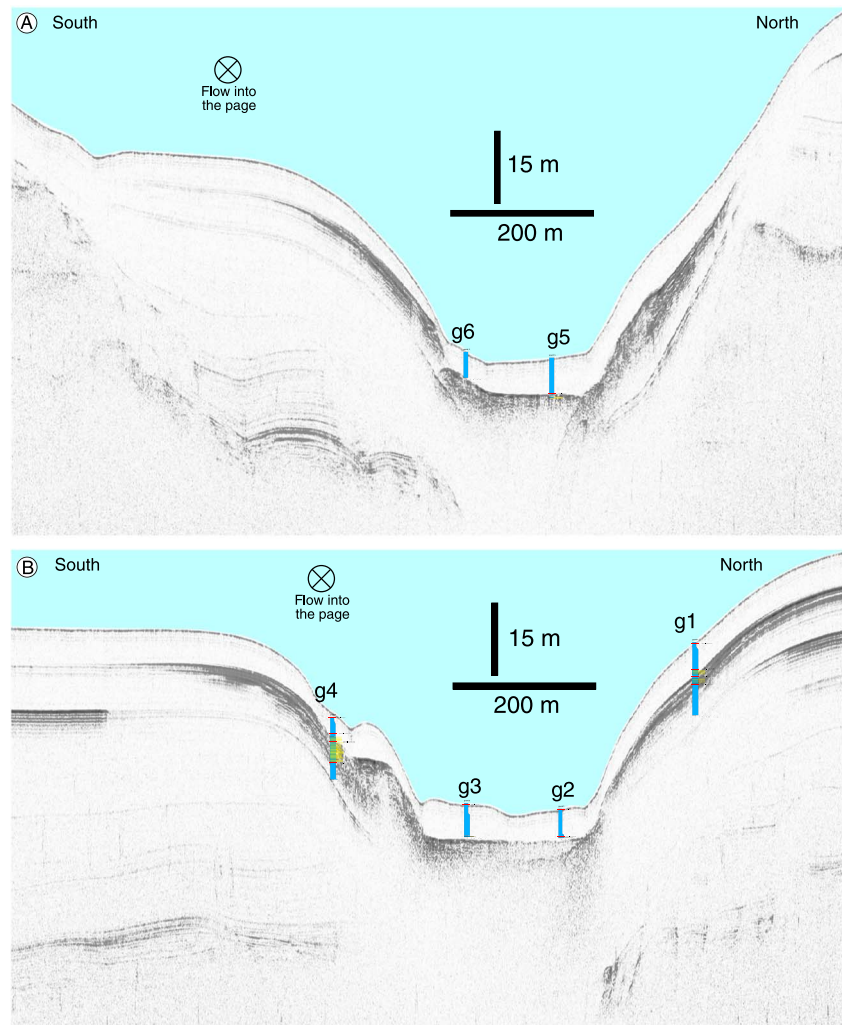 A South
North
Flow into
the page
15 m
200 m
g6
g5
B South
North
Flow into
the page
15 m
200 m
g1
g4
g3
g2